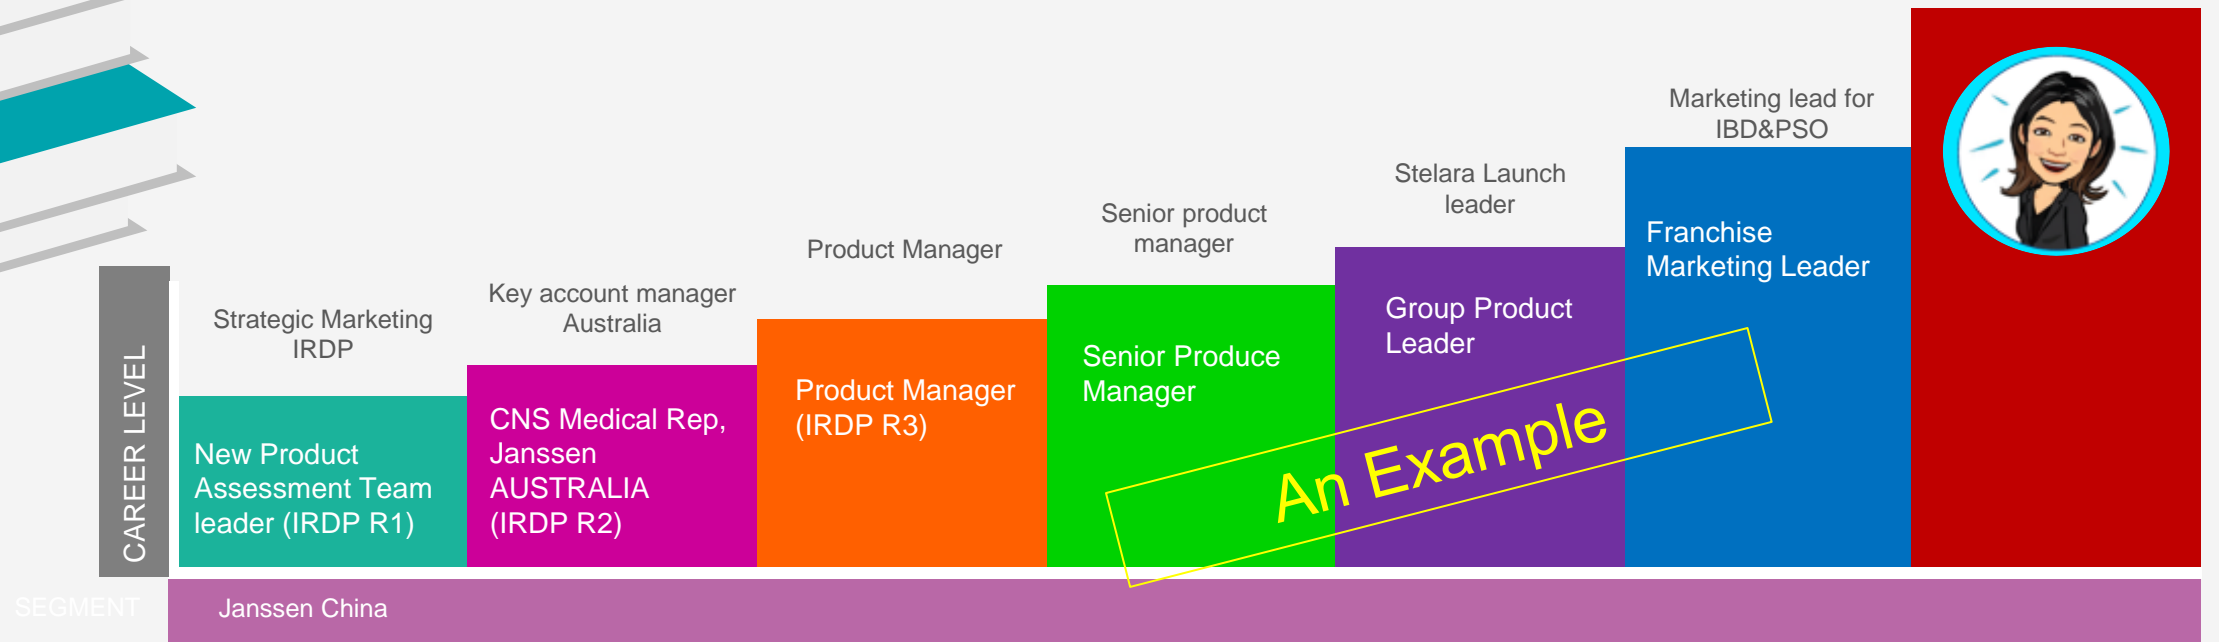 Marketing lead for
IBD&PSO
Stelara Launch
leader
Senior product
manager
Product Manager
Key account manager
Australia
Strategic Marketing
IRDP
CAREER LEVEL
New Product
Assessment Team
leader (IRDP R1)
CNS Medical Rep,
Janssen
AUSTRALIA
(IRDP R2)
Product Manager
(IRDP R3)
Senior Produce
Manager
Group Product
Leader
Franchise
Marketing Leader
An Example
SEGMENT
Janssen China